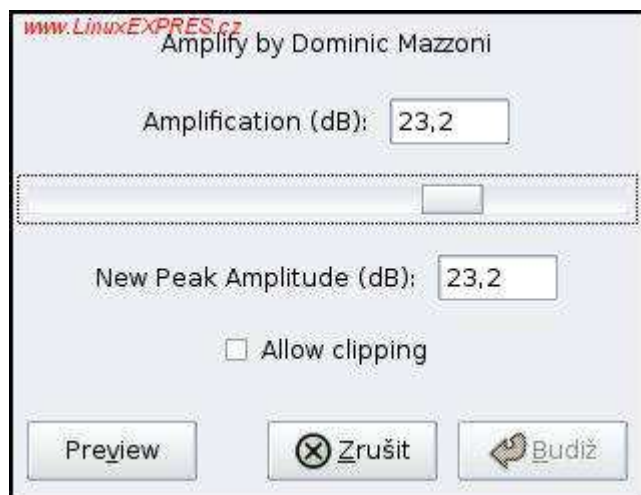 www.LinuxEXPRES.cz
Amplify by Dominic Mazzoni
Amplification (dB): 23,2
New Peak Amplitude (dB): 23,2
Allow clipping
Preview Zrušit Budiž